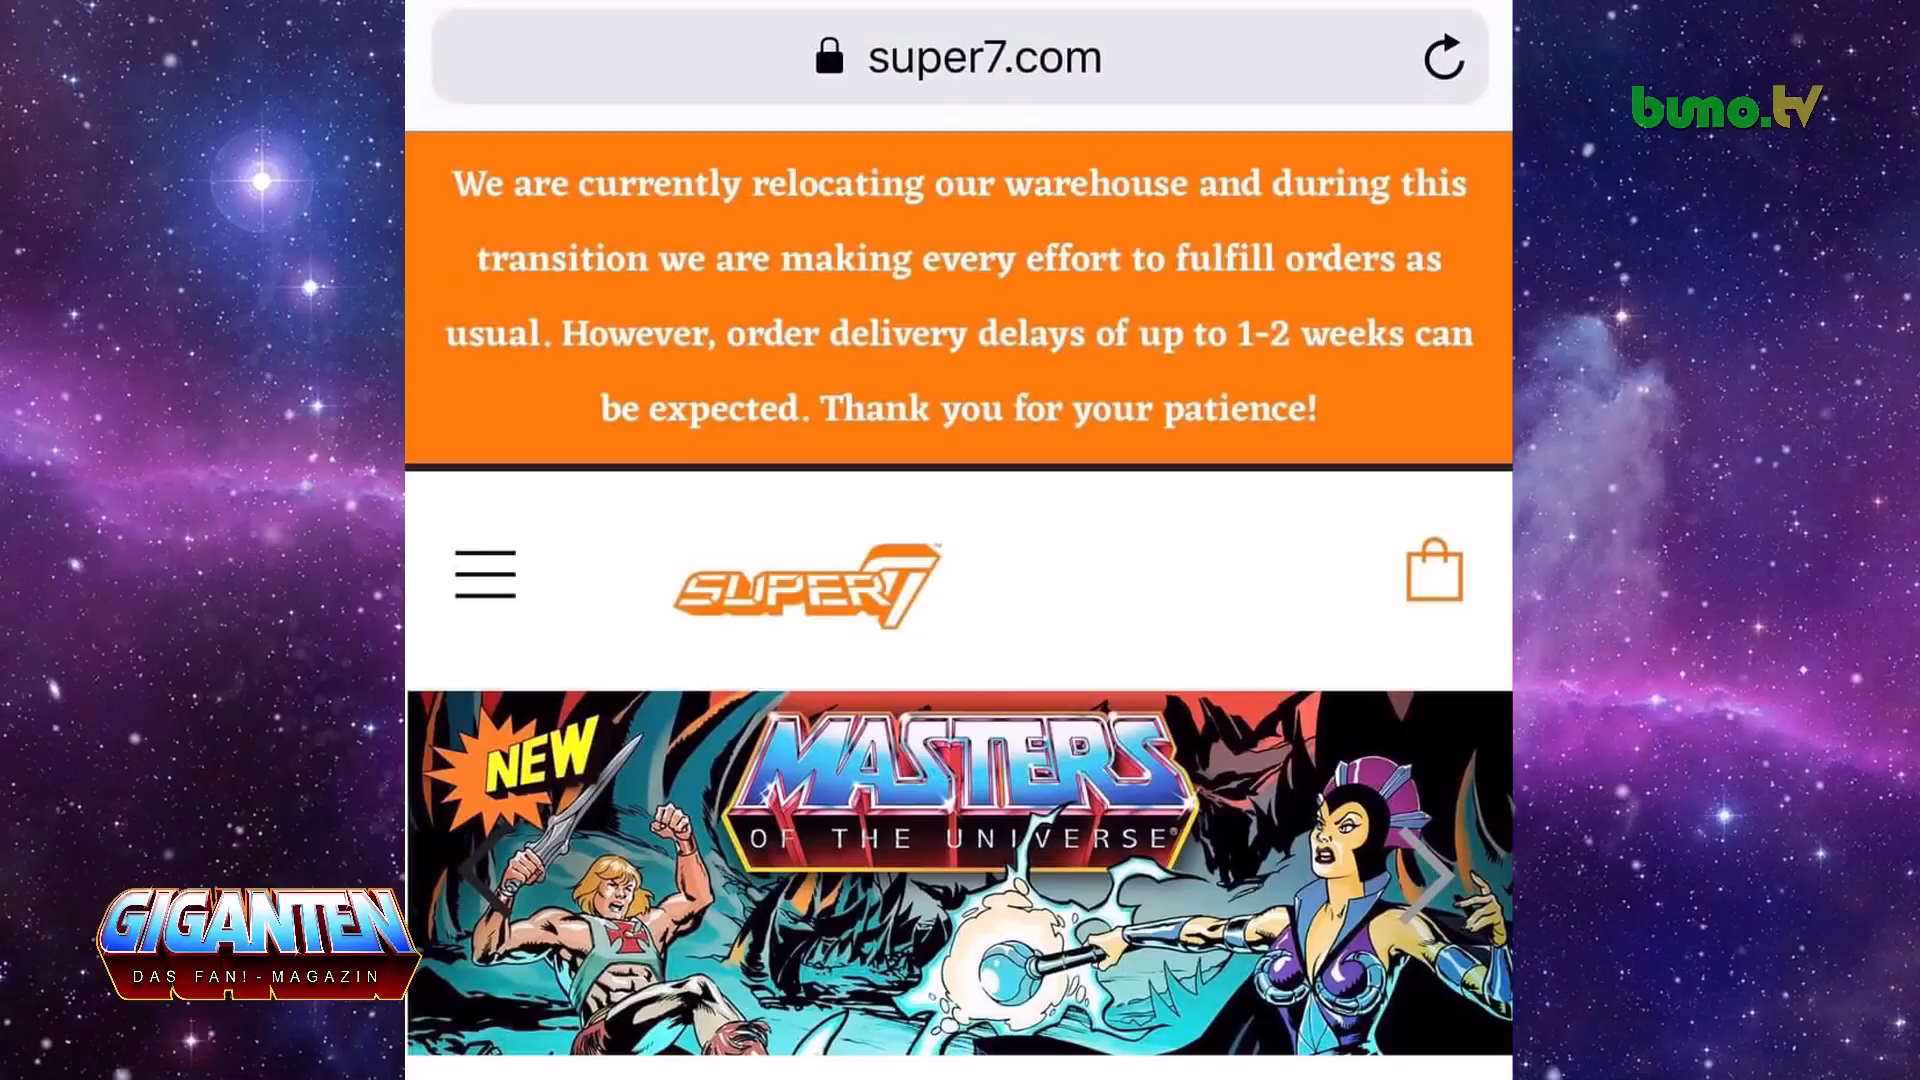 super7.com
bumo.tv
We are currently relocating our warehouse and during this
transition we are making every effort to fulfill orders as
usual. However, order delivery delays of up to 1-2 weeks can
be expected. Thank you for your patience!
SUPER7™
NEW
MASTERS
OF THE UNIVERSE®
GIGANTEN
DAS FAN!-MAGAZIN